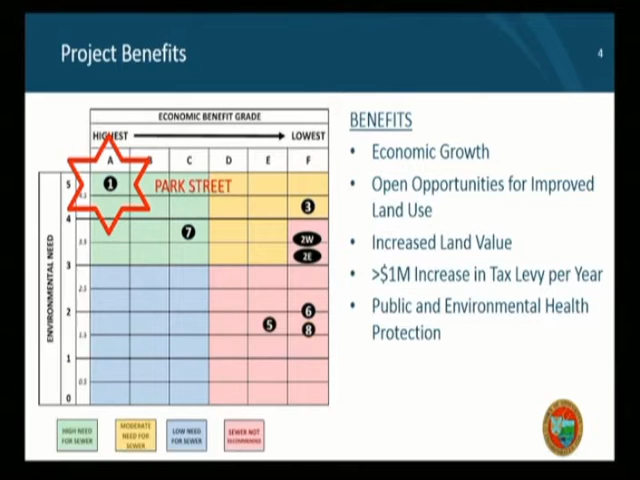 Project Benefits
4
ECONOMIC BENEFIT GRADE
HIGHEST
LOWEST
A
C
D
E
F
PARK STREET
ENVIRONMENTAL NEED
5
4
3.5
3
2.5
2
1.5
1
0.5
0
1
3
7
2W
2E
6
5
8
HIGH NEED
FOR SEWER
MODERATE
NEED FOR
SEWER
LOW NEED
FOR SEWER
SEWER NOT
RECOMMENDED
BENEFITS
• Economic Growth
• Open Opportunities for Improved
Land Use
• Increased Land Value
• >$1M Increase in Tax Levy per Year
• Public and Environmental Health
Protection